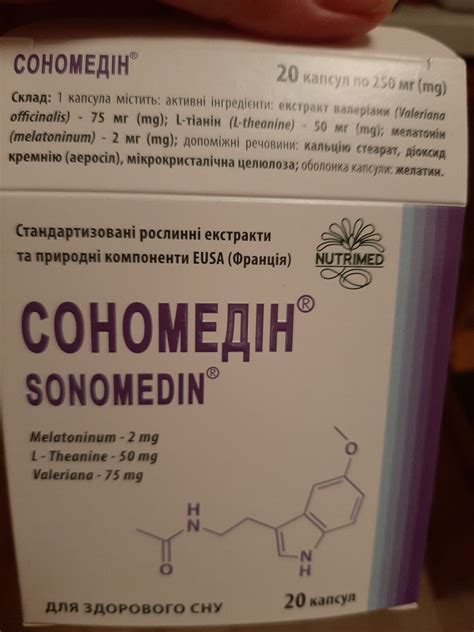 СОНОМЕДІН®
20 капсул по 250 мг (mg)
Склад: 1 капсула містить: активні інгредієнти: екстракт валеріани (Valeriana
officinalis) - 75 мг (mg); L-тіанін (L-theanine) - 50 мг (mg); мелатонін
(melatoninum) - 2 мг (mg); допоміжні речовини: кальцію стеарат, діоксид
кремнію (аеросіл), мікрокристалічна целюлоза; оболонка капсули: желатин.
Стандартизовані рослинні екстракти
та природні компоненти EUSA (Франція)
NUTRIMED
СОНОМЕДІН®
SONOMEDIN®
Melatoninum - 2 mg
L - Theanine - 50 mg
Valeriana - 75 mg
O
H
N
O
N
H
ДЛЯ ЗДОРОВОГО СНУ
20 капсул